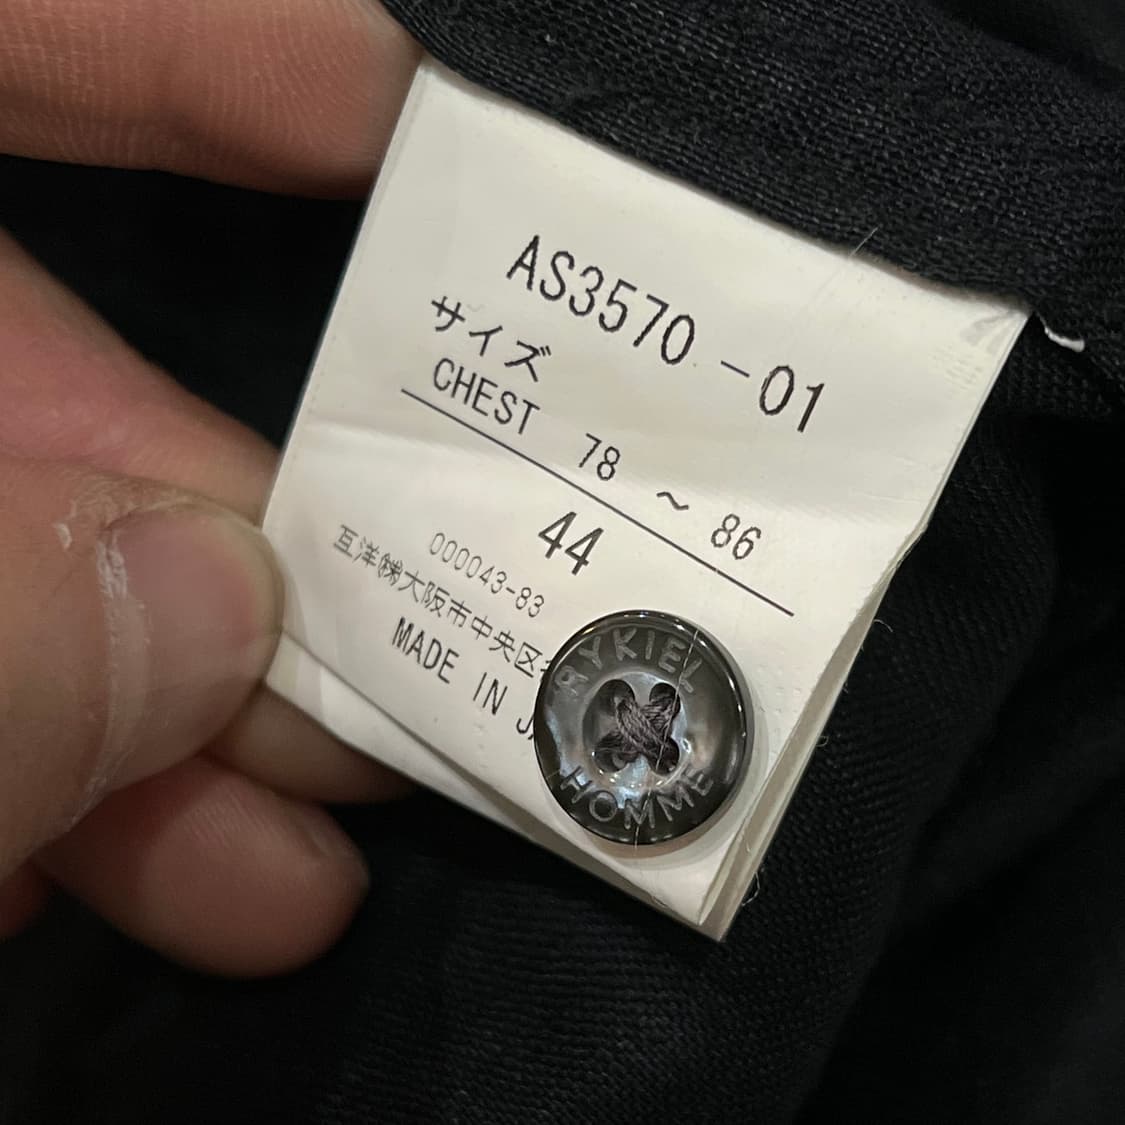 AS3570 -01
サイズ
CHEST 78 ~ 86
44
000043-83
互洋㈱大阪市中央区
MADE IN
RYKIEL
HOMME